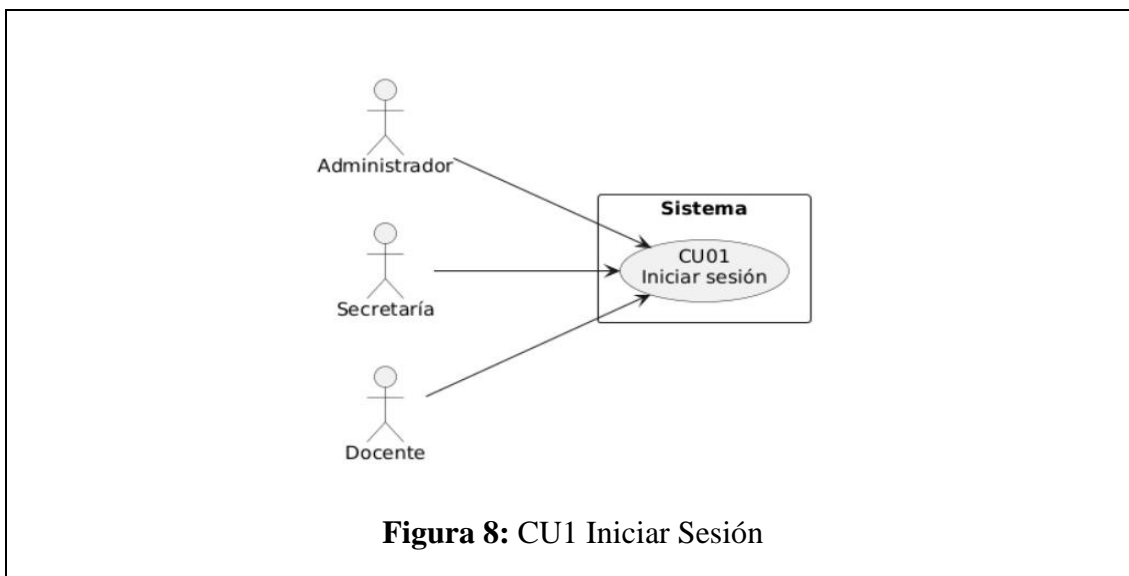 Administrador
Sistema
CU01
Iniciar sesión
Secretaría
Docente
Figura 8: CU1 Iniciar Sesión